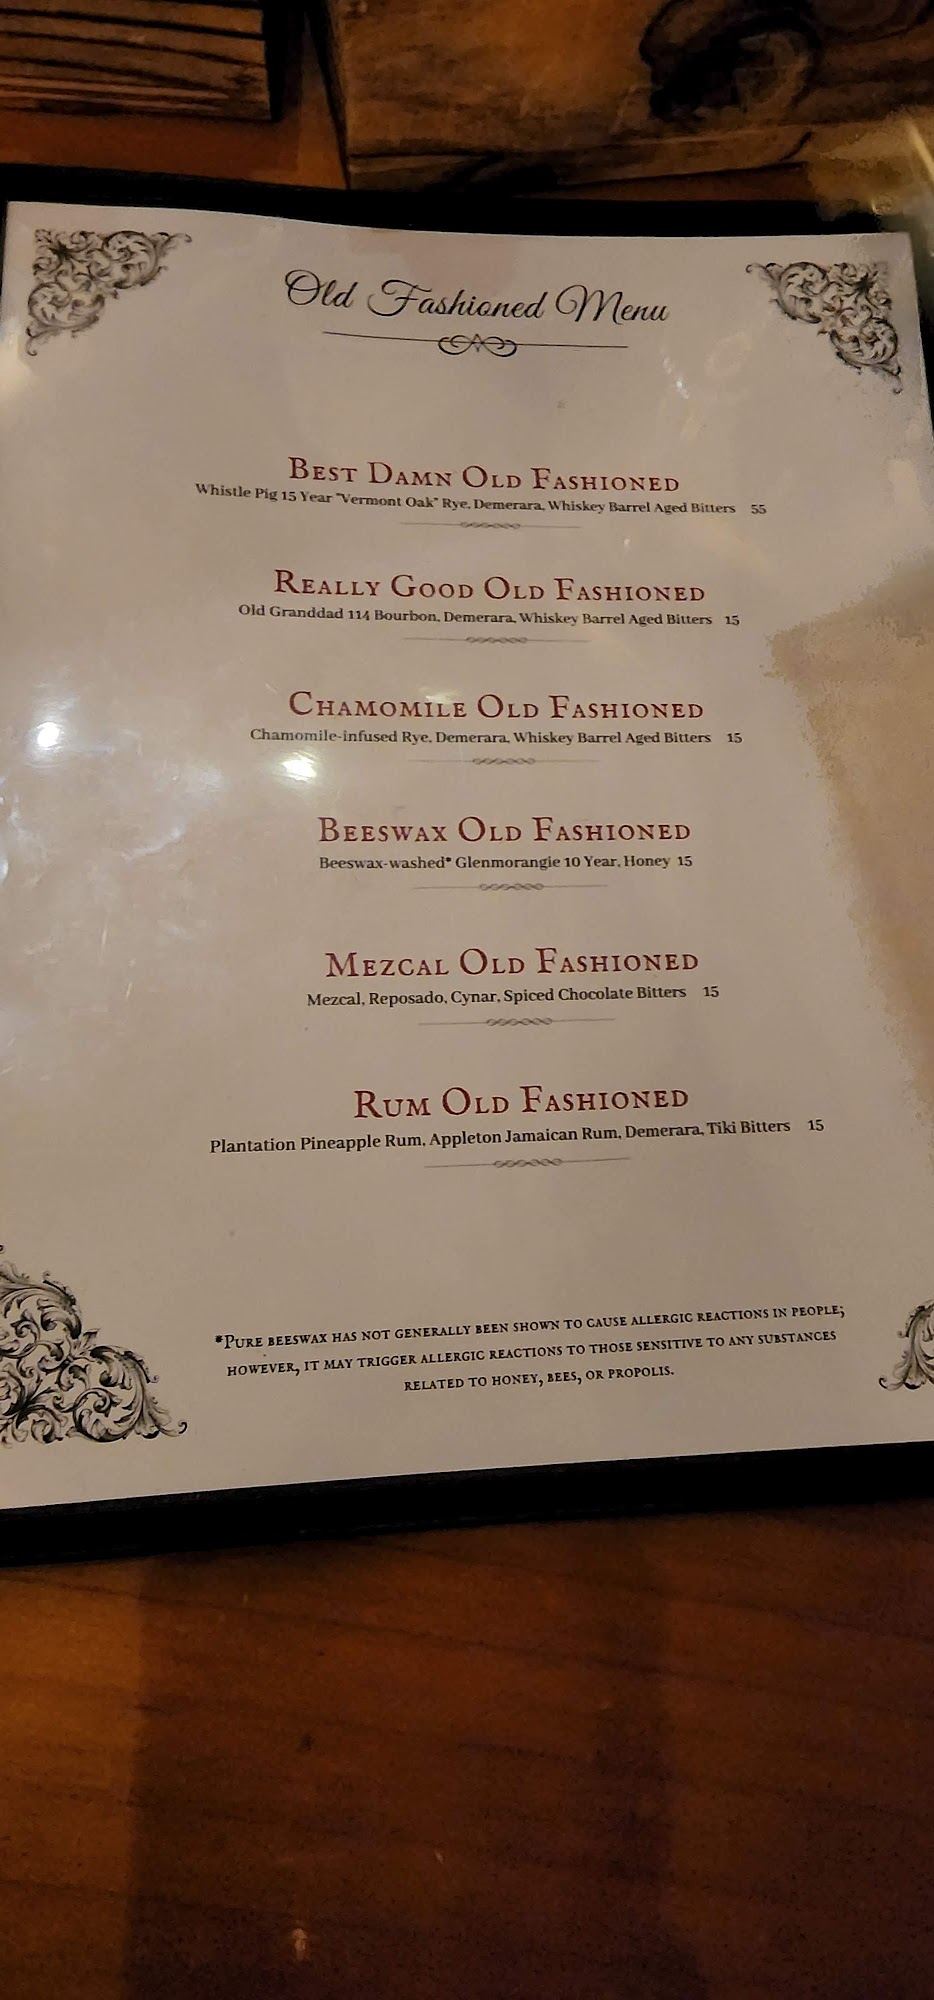 Old Fashioned Menu
Best Damn Old Fashioned
Whistle Pig 15 Year "Vermont Oak" Rye, Demerara, Whiskey Barrel Aged Bitters 55
Really Good Old Fashioned
Old Granddad 114 Bourbon, Demerara, Whiskey Barrel Aged Bitters 15
Chamomile Old Fashioned
Chamomile-infused Rye, Demerara, Whiskey Barrel Aged Bitters 15
Beeswax Old Fashioned
Beeswax-washed* Glenmorangie 10 Year, Honey 15
Mezcal Old Fashioned
Mezcal, Reposado, Cynar, Spiced Chocolate Bitters 15
Rum Old Fashioned
Plantation Pineapple Rum, Appleton Jamaican Rum, Demerara, Tiki Bitters 15
*Pure beeswax has not generally been shown to cause allergic reactions in people;
however, it may trigger allergic reactions to those sensitive to any substances
related to honey, bees, or propolis.